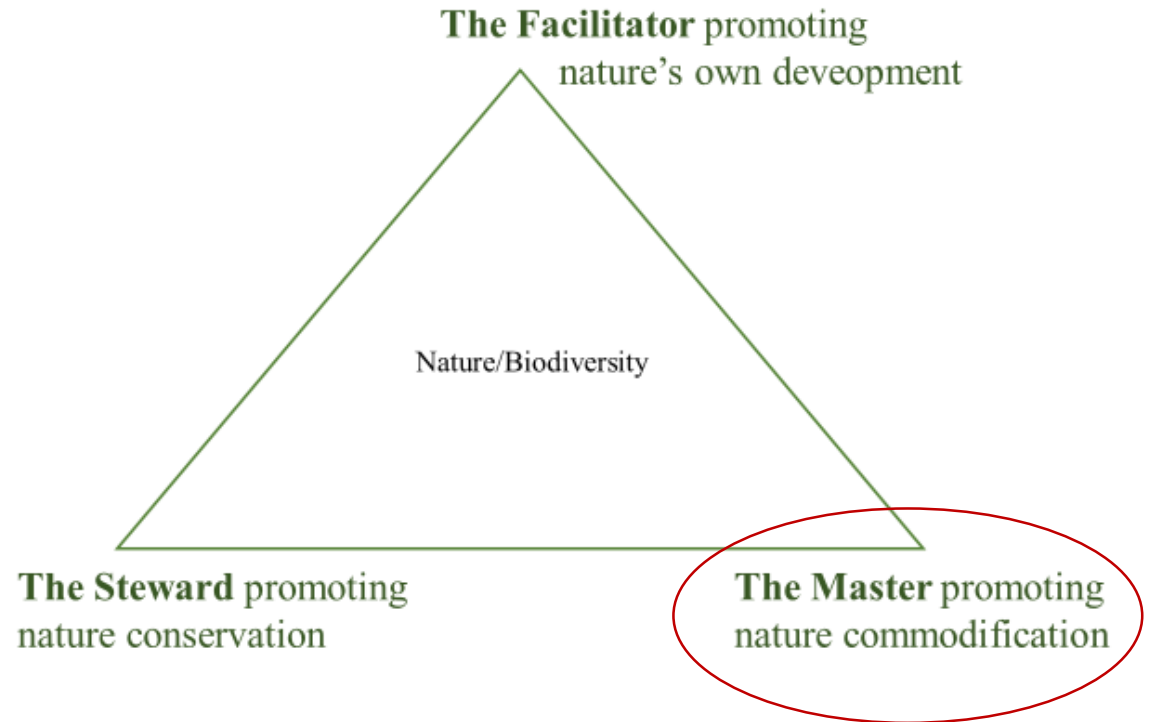 The Facilitator promoting
nature’s own deveopment
Nature/Biodiversity
The Steward promoting
nature conservation
The Master promoting
nature commodification